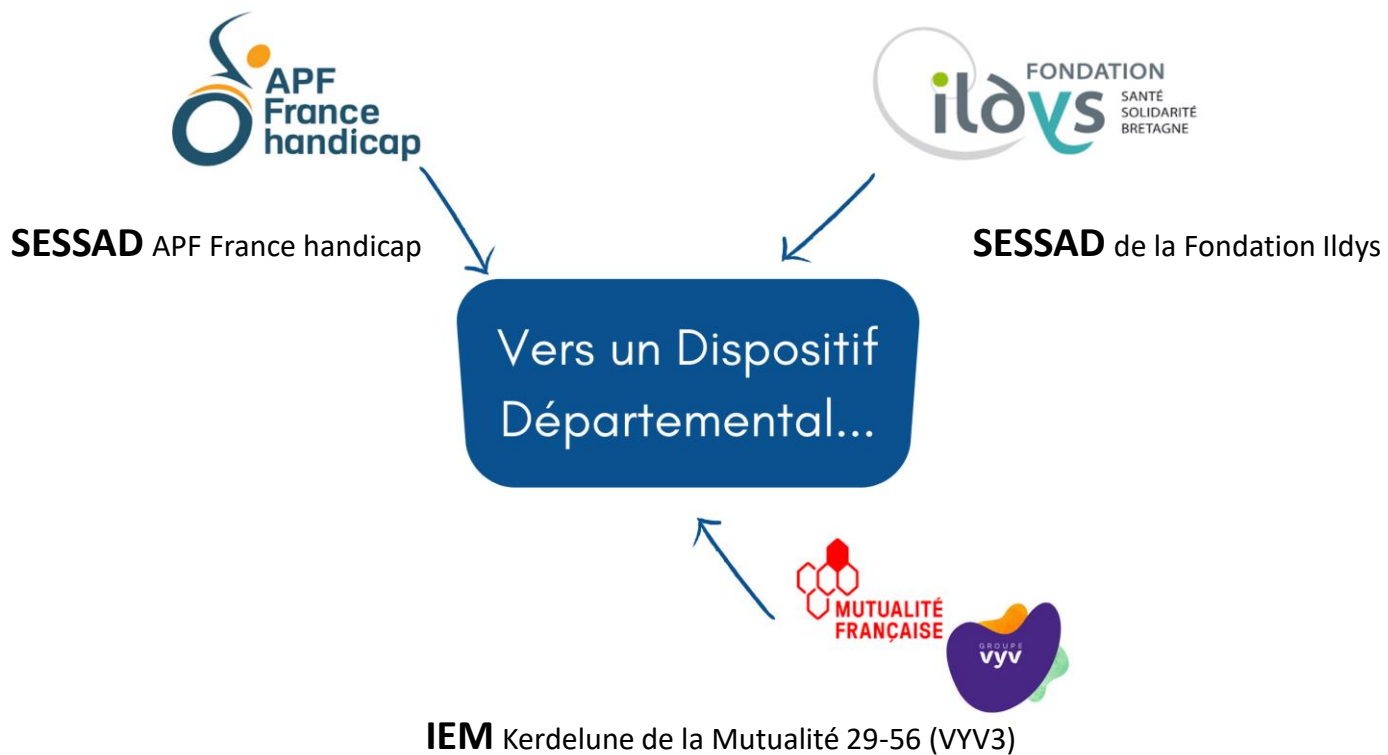 APF
France
handicap
FONDATION
ildys
SANTÉ
SOLIDARITÉ
BRETAGNE
SESSAD APF France handicap
SESSAD de la Fondation Ildys
Vers un Dispositif
Départemental...
MUTUALITÉ
FRANÇAISE
GROUPE
vyv
IEM Kerdelune de la Mutualité 29-56 (VYV3)